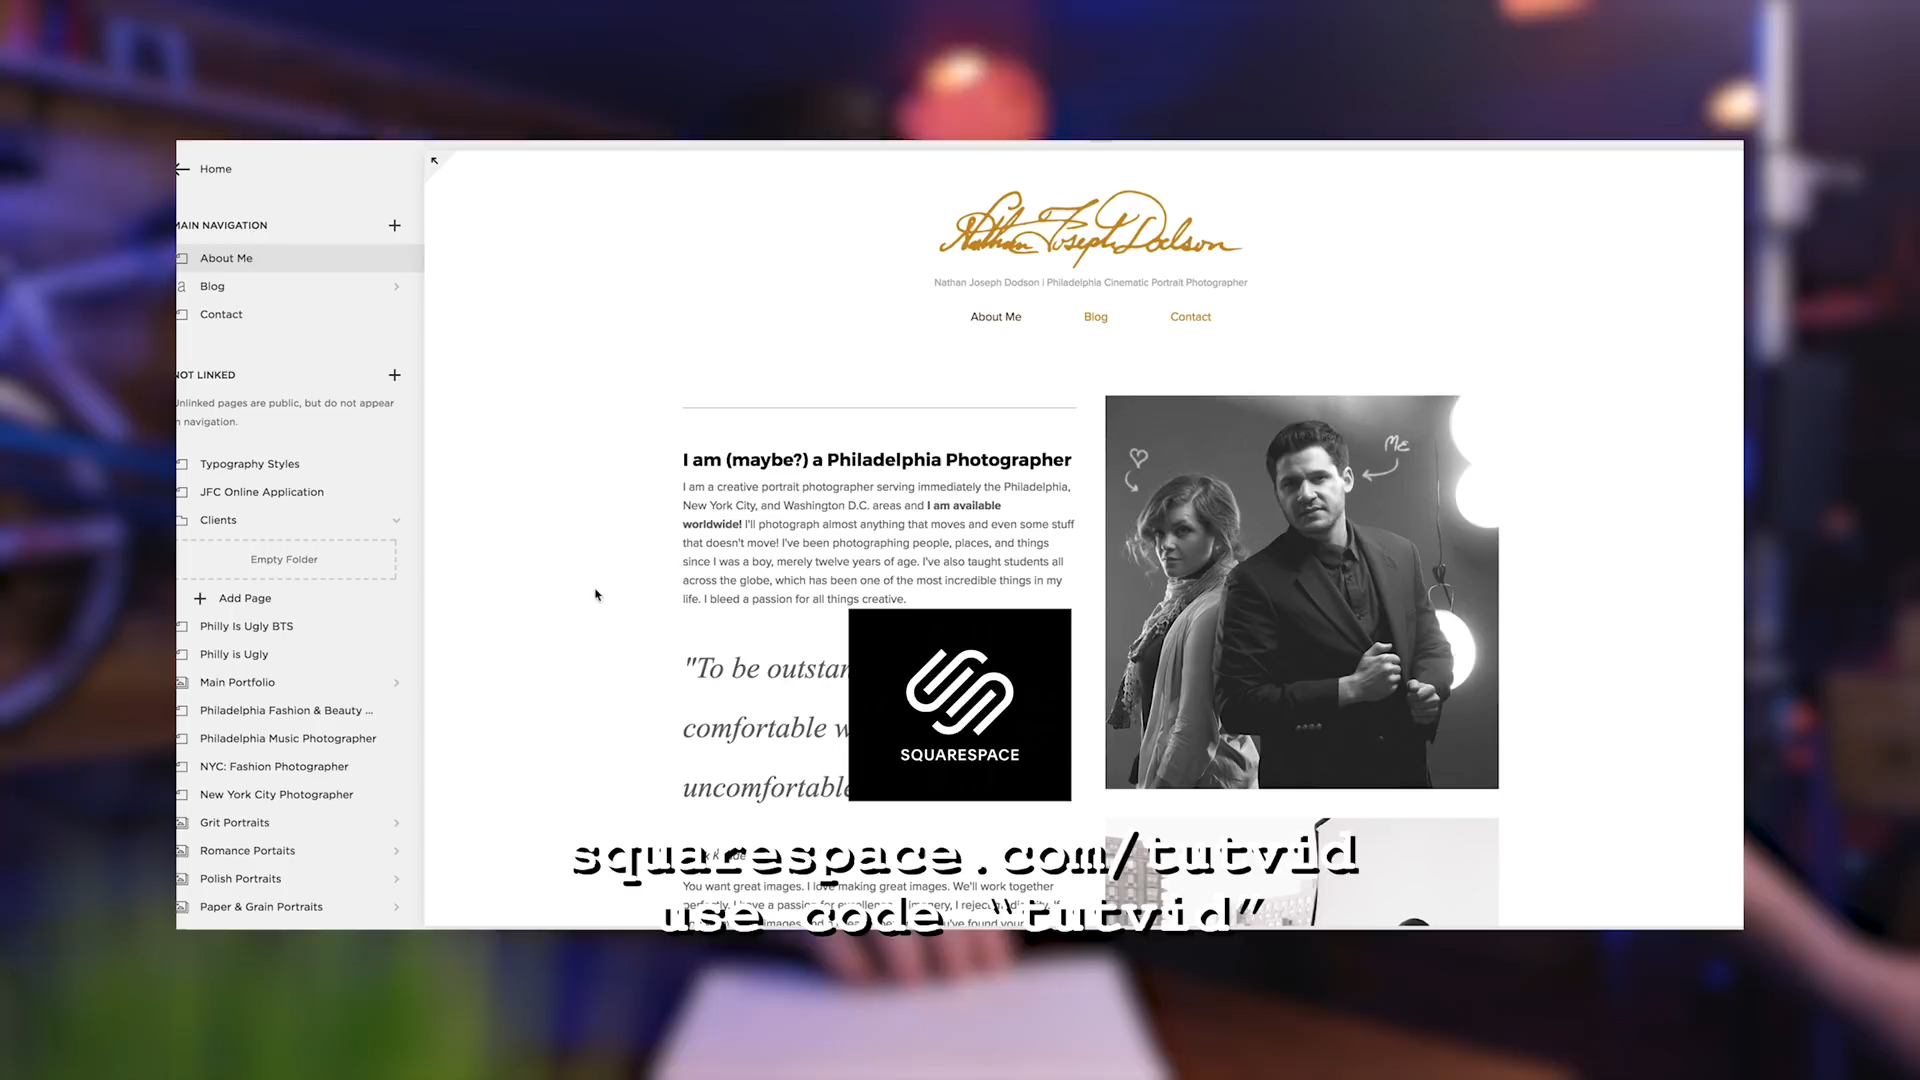 Home
MAIN NAVIGATION
About Me
Blog
Contact
NOT LINKED
Unlinked pages are public, but do not appear
in navigation.
Typography Styles
JFC Online Application
Clients
Empty Folder
Add Page
Philly Is Ugly BTS
Philly is Ugly
Main Portfolio
Philadelphia Fashion & Beauty ...
Philadelphia Music Photographer
NYC: Fashion Photographer
New York City Photographer
Grit Portraits
Romance Portaits
Polish Portraits
Paper & Grain Portraits
Nathan Joseph Dodson
Nathan Joseph Dodson | Philadelphia Cinematic Portrait Photographer
About Me Blog Contact
I am (maybe?) a Philadelphia Photographer
I am a creative portrait photographer serving immediately the Philadelphia,
New York City, and Washington D.C. areas and I am available
worldwide! I'll photograph almost anything that moves and even some stuff
that doesn't move! I've been photographing people, places, and things
since I was a boy, merely twelve years of age. I've also taught students all
across the globe, which has been one of the most incredible things in my
life. I bleed a passion for all things creative.
"To be outstan
comfortable w
uncomfortable
ME
SQUARESPACE
squarespace.com/tutvid
You want great images. I love making great images. We'll work together
use code "tutvid"